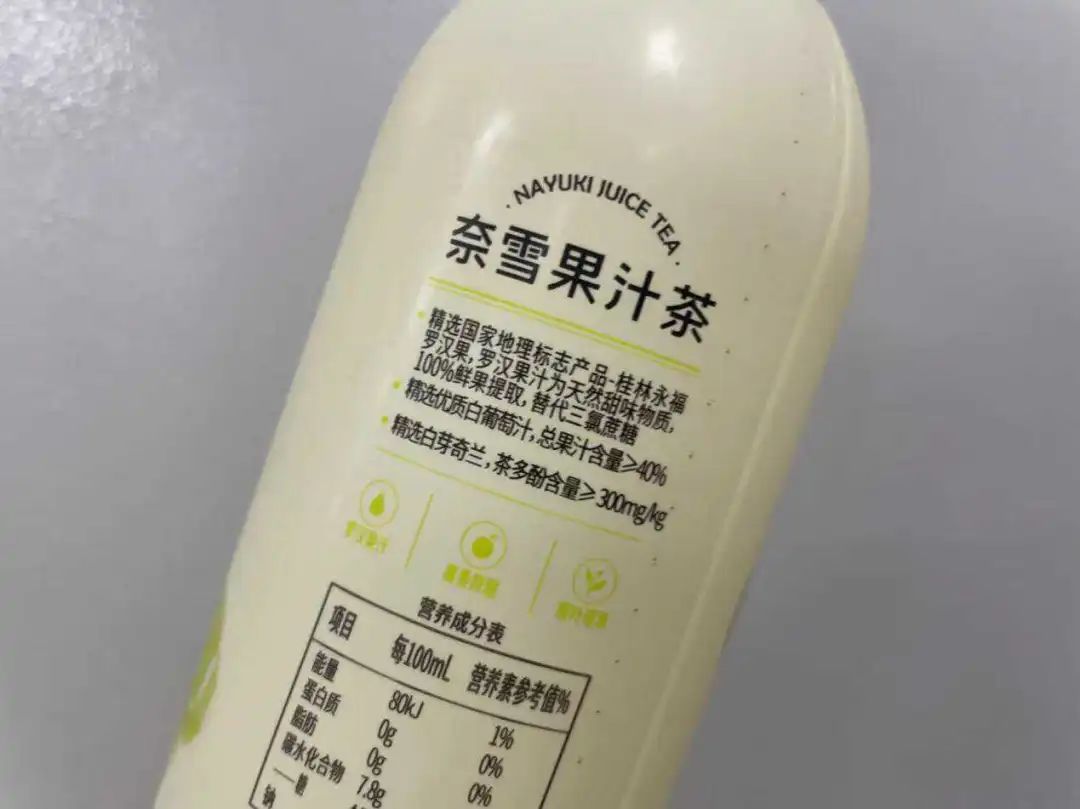 · NAYUKI JUICE TEA ·
奈雪果汁茶
精选国家地理标志产品-桂林永福
罗汉果,罗汉果汁为天然甜味物质,
100%鲜果提取,替代三氯蔗糖
精选优质白葡萄汁,总果汁含量≥40%
精选白芽奇兰,茶多酚含量≥300mg/kg
营养成分表
项目 每100mL 营养素参考值%
能量 80kJ 1%
蛋白质 0g 0%
脂肪 0g 0%
碳水化合物 7.8g
——糖
钠